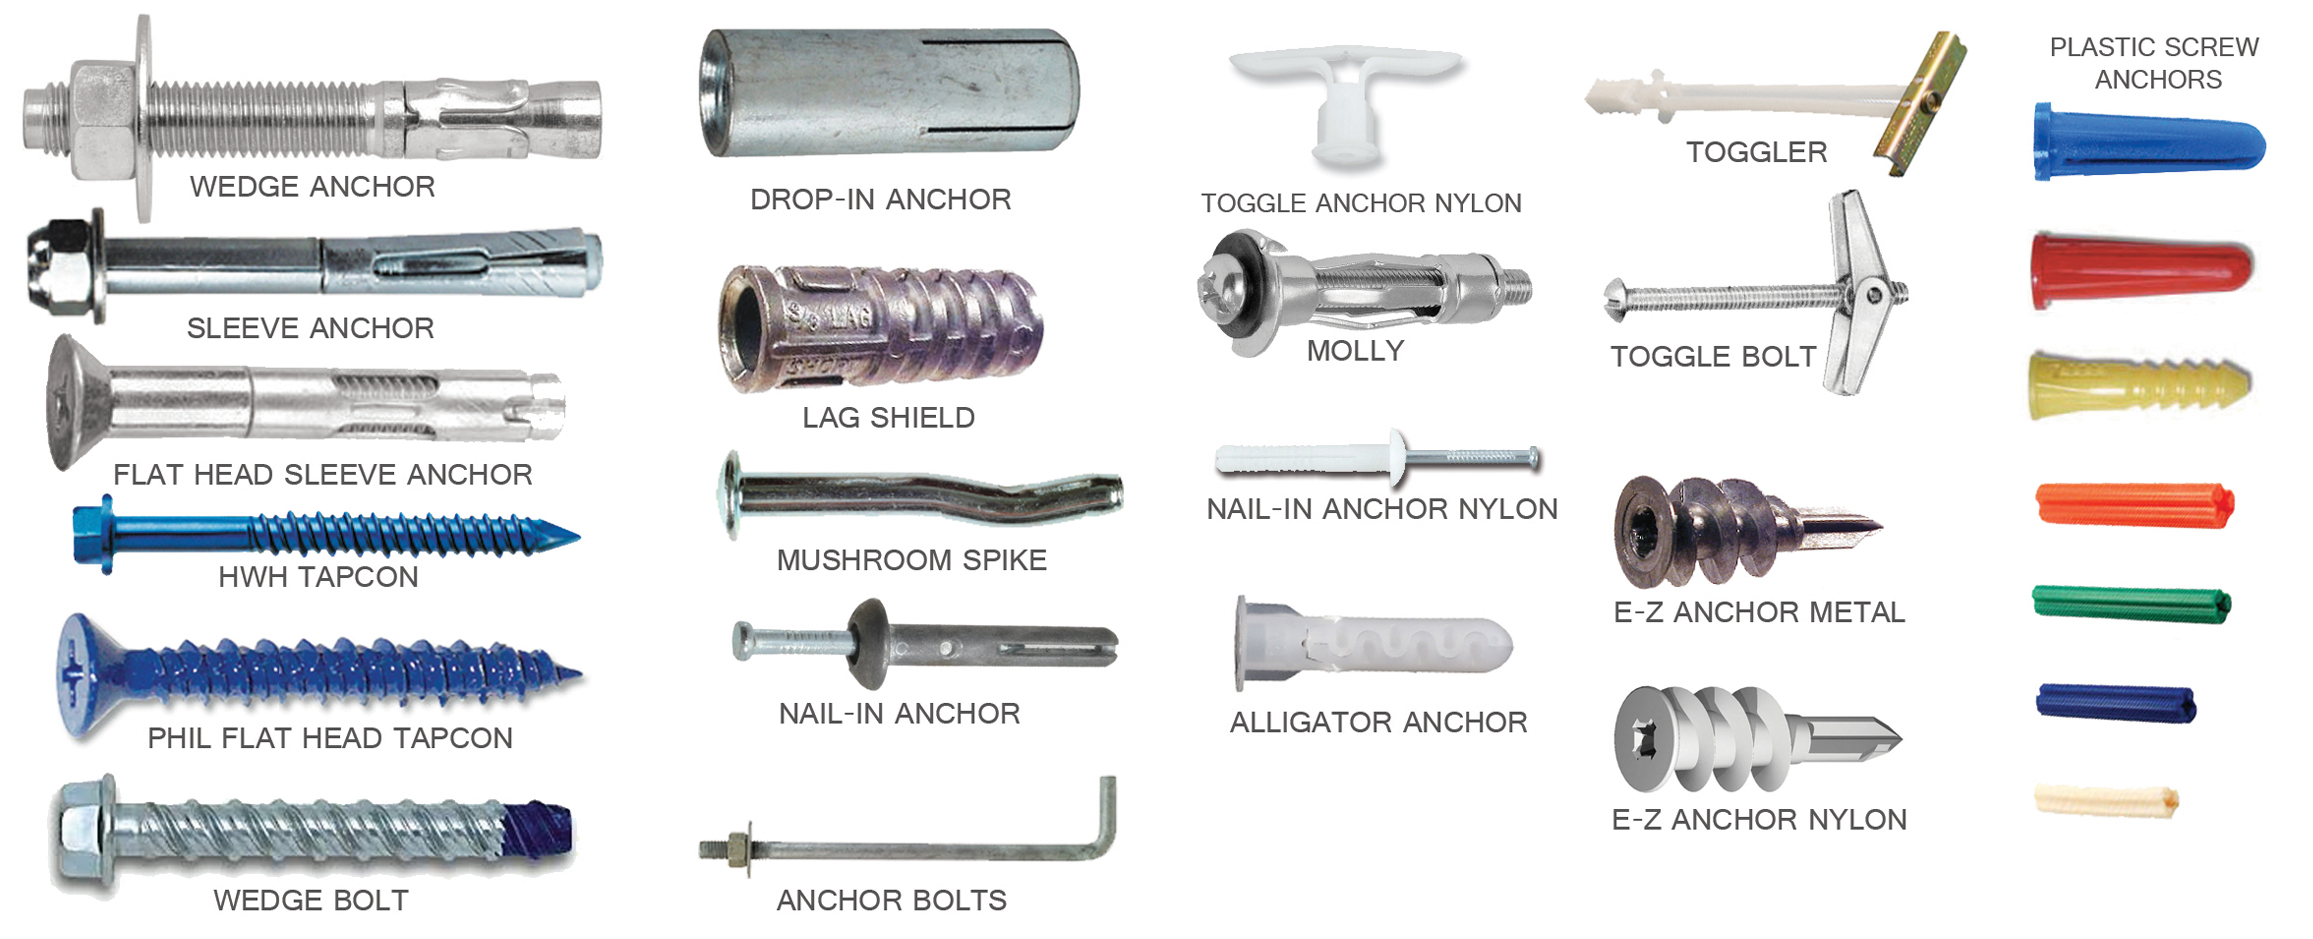 WEDGE ANCHOR
SLEEVE ANCHOR
FLAT HEAD SLEEVE ANCHOR
HWH TAPCON
PHIL FLAT HEAD TAPCON
WEDGE BOLT
DROP-IN ANCHOR
LAG
LAG SHIELD
MUSHROOM SPIKE
NAIL-IN ANCHOR
ANCHOR BOLTS
TOGGLE ANCHOR NYLON
MOLLY
NAIL-IN ANCHOR NYLON
ALLIGATOR ANCHOR
TOGGLER
TOGGLE BOLT
E-Z ANCHOR METAL
E-Z ANCHOR NYLON
PLASTIC SCREW
ANCHORS